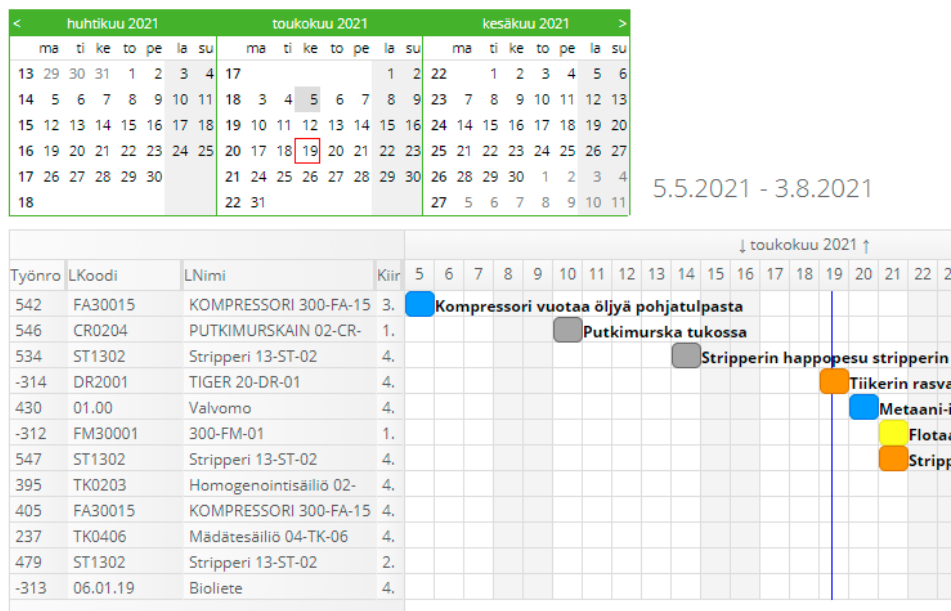 < huhtikuu 2021 toukokuu 2021 kesäkuu 2021 >
ma ti ke to pe la su ma ti ke to pe la su ma ti ke to pe la su
13 29 30 31 1 2 3 4 17 1 2 22 1 2 3 4 5 6
14 5 6 7 8 9 10 11 18 3 4 5 6 7 8 9 23 7 8 9 10 11 12 13
15 12 13 14 15 16 17 18 19 10 11 12 13 14 15 16 24 14 15 16 17 18 19 20
16 19 20 21 22 23 24 25 20 17 18 19 20 21 22 23 25 21 22 23 24 25 26 27
17 26 27 28 29 30 21 24 25 26 27 28 29 30 26 28 29 30 1 2 3 4
18 22 31 27 5 6 7 8 9 10 11
5.5.2021 - 3.8.2021
↓ toukokuu 2021 ↑
Työnro LKoodi LNimi Kiir 5 6 7 8 9 10 11 12 13 14 15 16 17 18 19 20 21 22 2
542 FA30015 KOMPRESSORI 300-FA-15 3. Kompressori vuotaa öljyä pohjatulpasta
546 CR0204 PUTKIMURSKAIN 02-CR- 1. Putkimurska tukossa
534 ST1302 Stripperi 13-ST-02 4. Stripperin happopesu stripperin
-314 DR2001 TIGER 20-DR-01 4. Tiikerin rasva
430 01.00 Valvomo 4. Metaani-i
-312 FM30001 300-FM-01 1. Flotaa
547 ST1302 Stripperi 13-ST-02 4. Stripp
395 TK0203 Homogenointisäiliö 02- 4.
405 FA30015 KOMPRESSORI 300-FA-15 4.
237 TK0406 Mädätesäiliö 04-TK-06 4.
479 ST1302 Stripperi 13-ST-02 2.
-313 06.01.19 Bioliete 4.